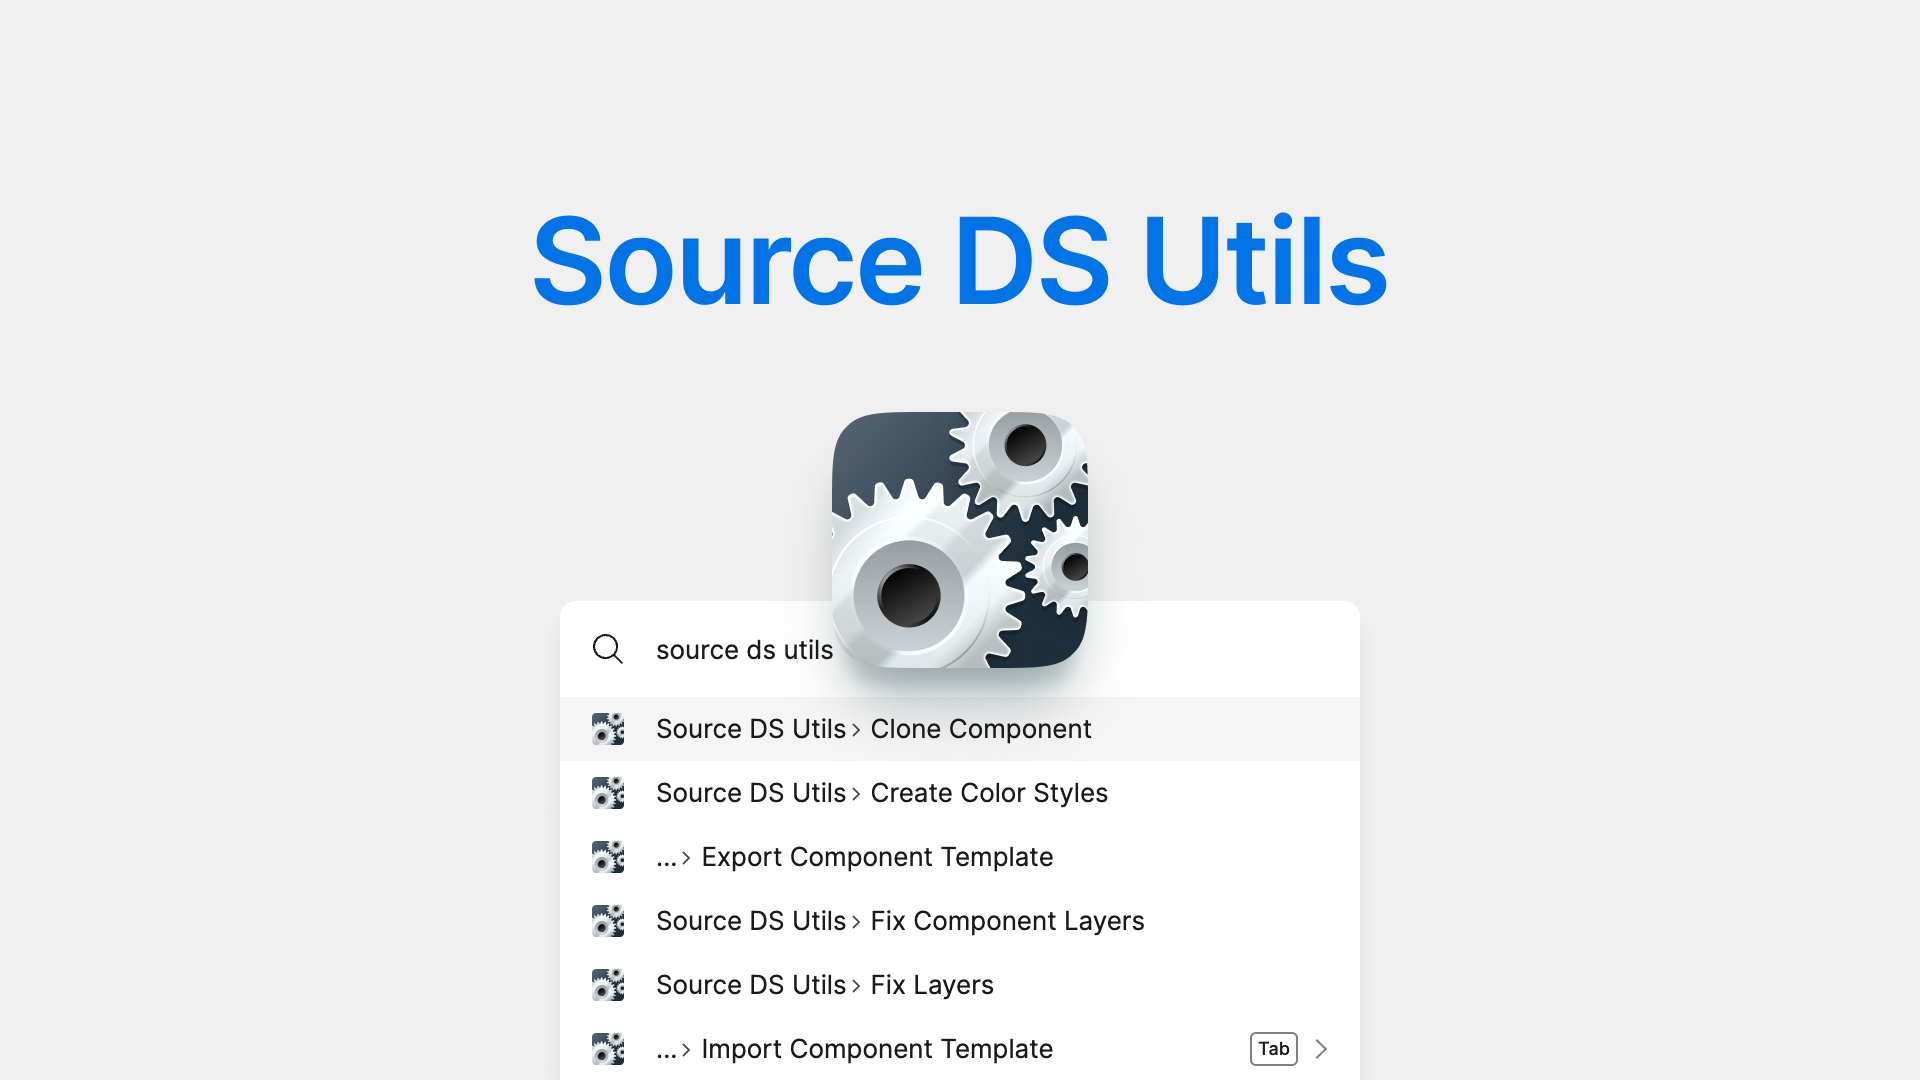 Source DS Utils
source ds utils
Source DS Utils › Clone Component
Source DS Utils › Create Color Styles
... › Export Component Template
Source DS Utils › Fix Component Layers
Source DS Utils › Fix Layers
... › Import Component Template Tab